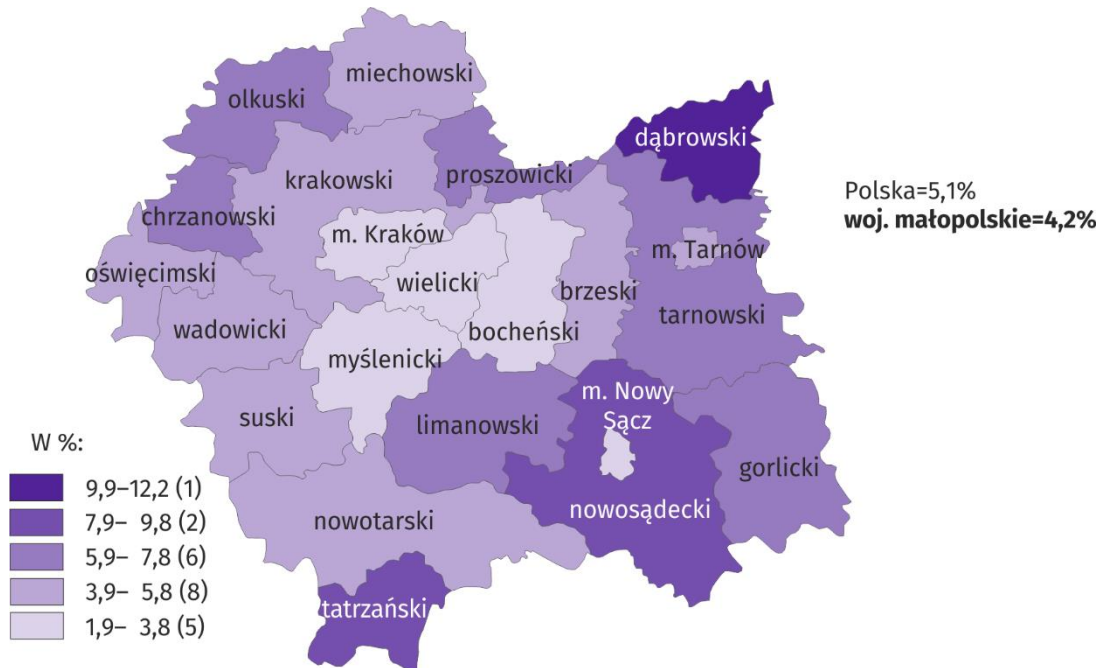 miechowski
olkuski
dąbrowski
proszowicki
krakowski
Polska=5,1%
woj. małopolskie=4,2%
chrzanowski
m. Kraków
m. Tarnów
oświęcimski
wielicki
brzeski
tarnowski
wadowicki
bocheński
myślenicki
m. Nowy
Sącz
suski
limanowski
gorlicki
nowosądecki
nowotarski
tatrzański
W %:
9,9–12,2 (1)
7,9– 9,8 (2)
5,9– 7,8 (6)
3,9– 5,8 (8)
1,9– 3,8 (5)